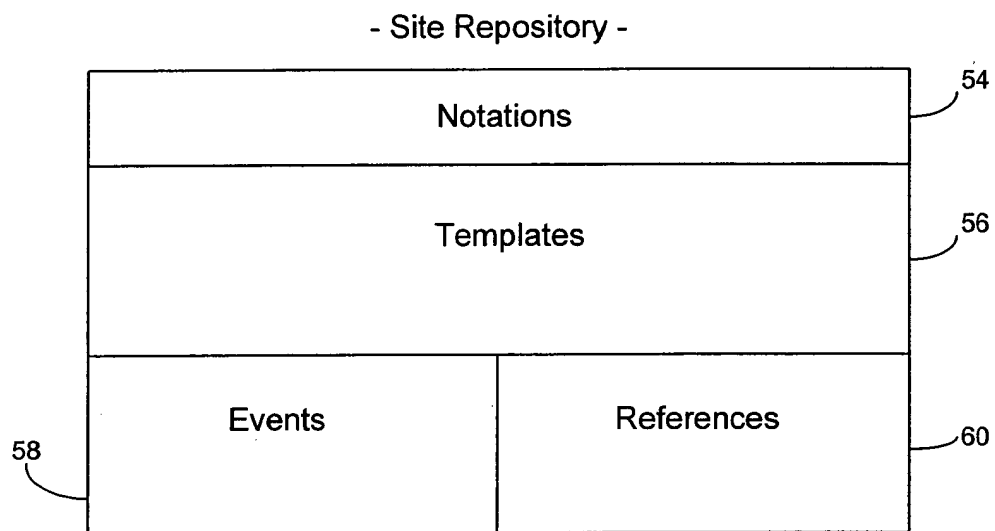 - Site Repository -
Notations
54
Templates
56
Events
References
58
60